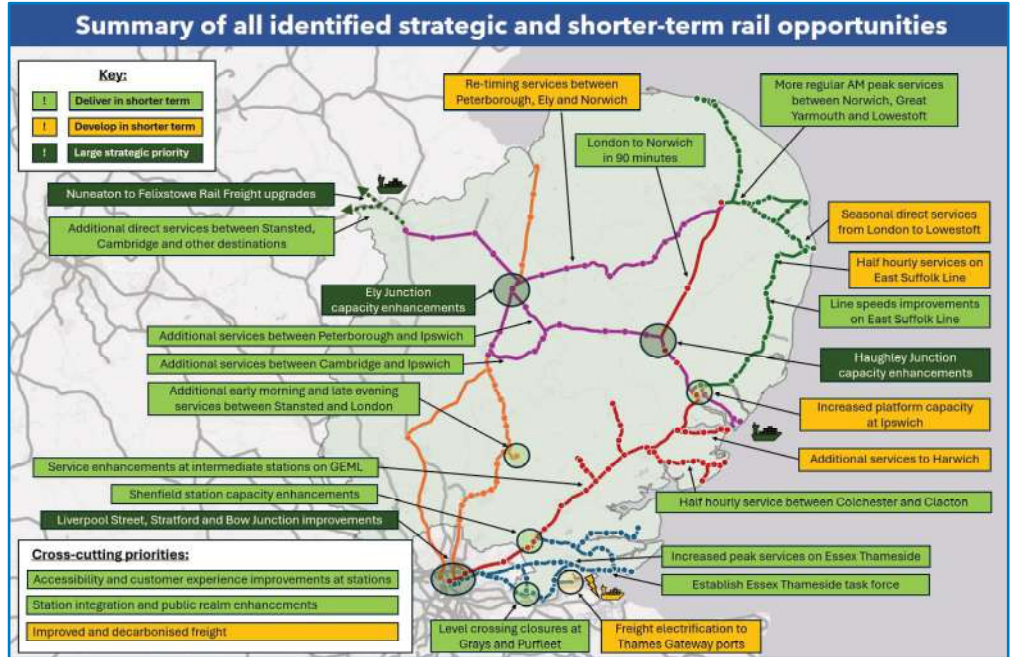 Summary of all identified strategic and shorter-term rail opportunities
Key:
! Deliver in shorter term
! Develop in shorter term
! Large strategic priority
Re-timing services between
Peterborough, Ely and Norwich
More regular AM peak services
between Norwich, Great
Yarmouth and Lowestoft
London to Norwich
in 90 minutes
Nuneaton to Felixstowe Rail Freight upgrades
Additional direct services between Stansted,
Cambridge and other destinations
Seasonal direct services
from London to Lowestoft
Half hourly services on
East Suffolk Line
Ely Junction
capacity enhancements
Line speeds improvements
on East Suffolk Line
Additional services between Peterborough and Ipswich
Additional services between Cambridge and Ipswich
Haughley Junction
capacity enhancements
Additional early morning and late evening
services between Stansted and London
Increased platform capacity
at Ipswich
Additional services to Harwich
Service enhancements at intermediate stations on GEML
Shenfield station capacity enhancements
Half hourly service between Colchester and Clacton
Liverpool Street, Stratford and Bow Junction improvements
Cross-cutting priorities:
Accessibility and customer experience improvements at stations
Station integration and public realm enhancements
Improved and decarbonised freight
Increased peak services on Essex Thameside
Establish Essex Thameside task force
Level crossing closures at
Grays and Purfleet
Freight electrification to
Thames Gateway ports